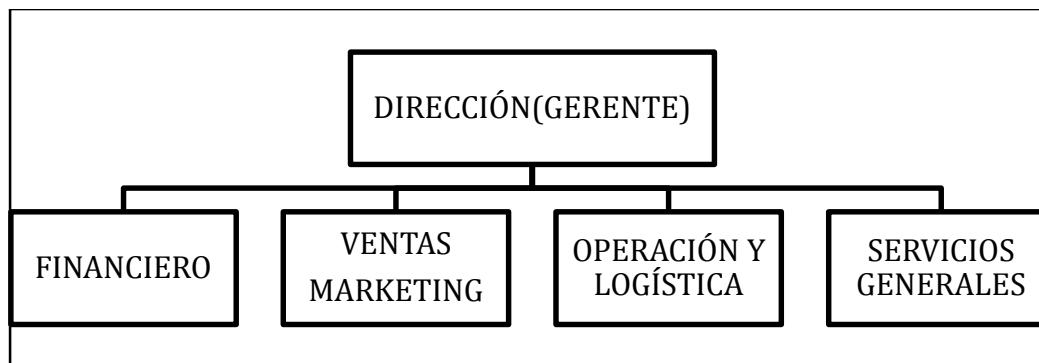 DIRECCIÓN(GERENTE)
FINANCIERO
VENTAS
MARKETING
OPERACIÓN Y
LOGÍSTICA
SERVICIOS
GENERALES